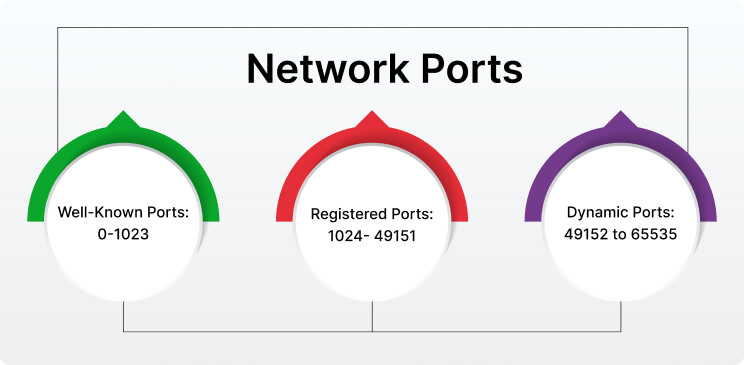 Network Ports
Well-Known Ports:
0-1023
Registered Ports:
1024- 49151
Dynamic Ports:
49152 to 65535